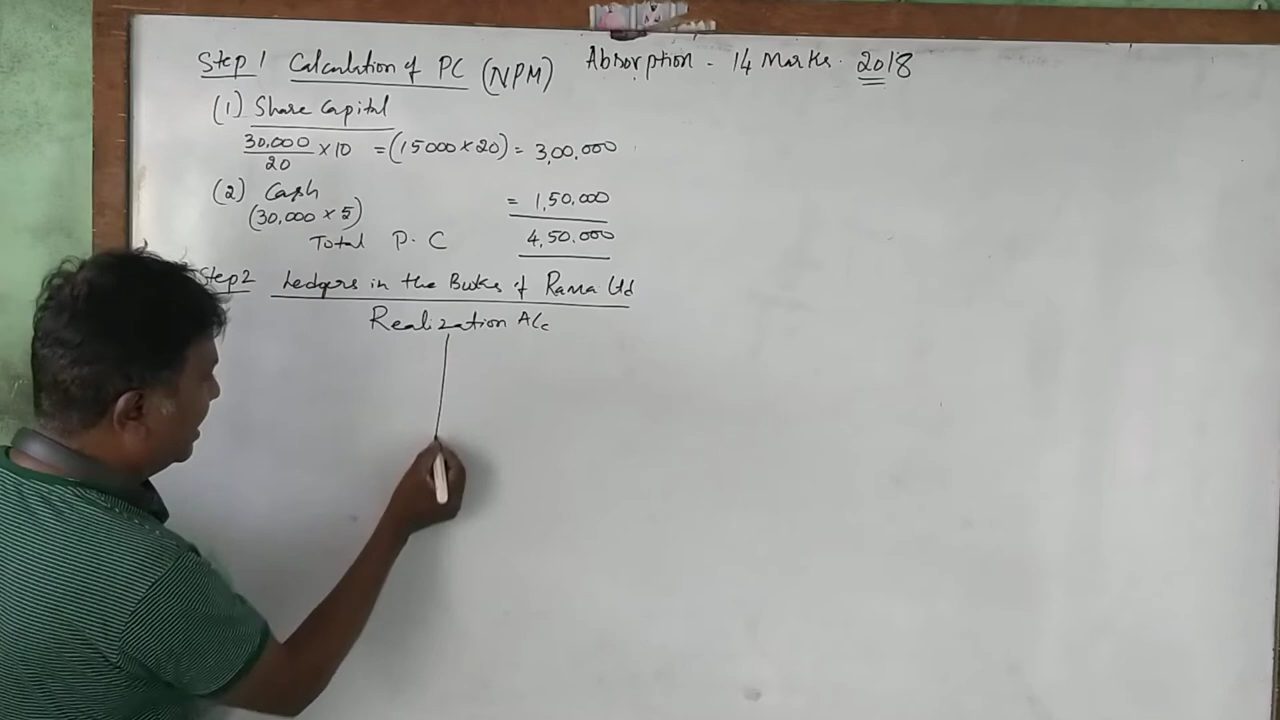 Step 1 Calculation of PC (NPM) Absorption - 14 Marks. 2018
(1) Share Capital
30,000/20 × 10 = (15000 × 20) = 3,00,000
(2) Cash = 1,50,000
(30,000 × 5)
Total P.C 4,50,000
Step 2 Ledgers in the Books of Rama Ltd
Realization A/c